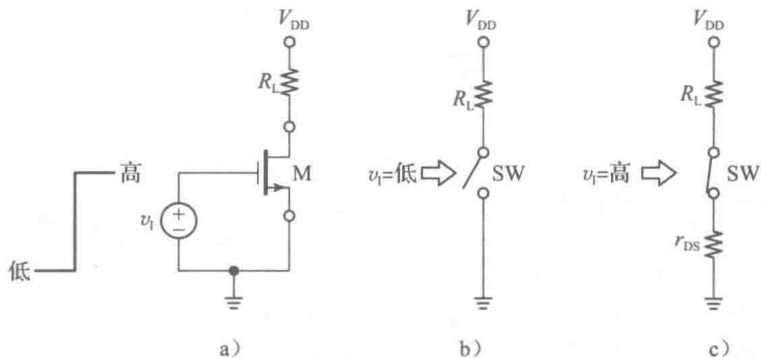 V_DD
R_L
M
高
低
v_I
+
−
a）
V_DD
R_L
v_I=低
SW
b）
V_DD
R_L
v_I=高
SW
r_DS
c）